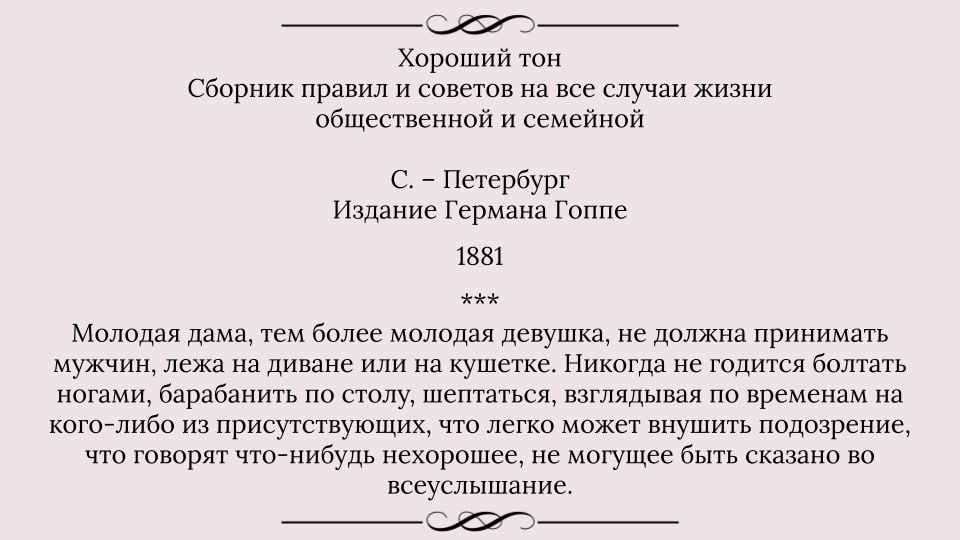 Хороший тон
Сборник правил и советов на все случаи жизни
общественной и семейной
С. – Петербург
Издание Германа Гоппе
1881
***
Молодая дама, тем более молодая девушка, не должна принимать
мужчин, лежа на диване или на кушетке. Никогда не годится болтать
ногами, барабанить по столу, шептаться, взглядывая по временам на
кого-либо из присутствующих, что легко может внушить подозрение,
что говорят что-нибудь нехорошее, не могущее быть сказано во
всеуслышание.